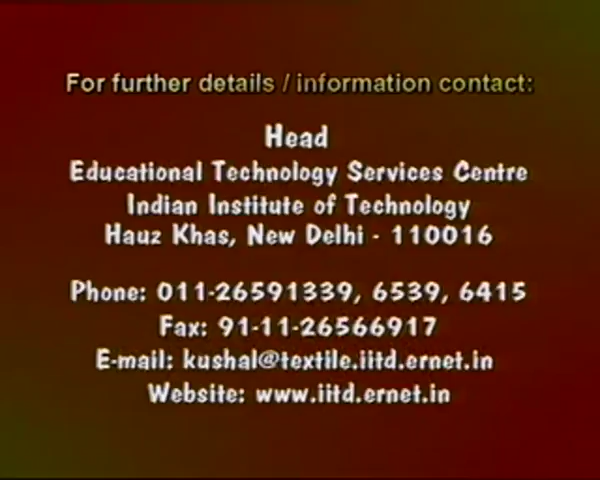 For further details / information contact:
Head
Educational Technology Services Centre
Indian Institute of Technology
Hauz Khas, New Delhi - 110016
Phone: 011-26591339, 6539, 6415
Fax: 91-11-26566917
E-mail: kushal@textile.iitd.ernet.in
Website: www.iitd.ernet.in